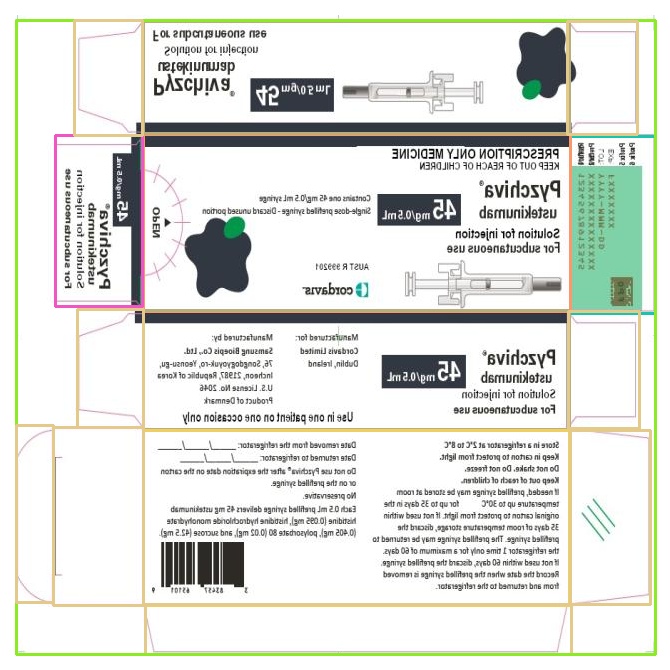 Pyzchiva®
ustekinumab
Solution for injection
For subcutaneous use
45 mg/0.5 mL
PRESCRIPTION ONLY MEDICINE
KEEP OUT OF REACH OF CHILDREN
Pyzchiva®
ustekinumab
45 mg/0.5 mL
Solution for injection
For subcutaneous use
Contains one 45 mg/0.5 mL syringe
Single-dose prefilled syringe - Discard unused portion
AUST R 999201
cordavis™
OPEN
Pyzchiva®
ustekinumab
Solution for injection
For subcutaneous use
45 mg/0.5 mL
Pyzchiva®
ustekinumab
45 mg/0.5 mL
Solution for injection
For subcutaneous use
Manufactured for:
Cordavis Limited
Dublin, Ireland
Manufactured by:
Samsung Bioepis Co., Ltd.
76, Songdogyoyuk-ro, Yeonsu-gu,
Incheon, 21987, Republic of Korea
U.S. License No. 2046
Product of Denmark
Use in one patient on one occasion only
Store in a refrigerator at 2°C to 8°C
Keep in carton to protect from light.
Do not shake. Do not freeze.
Keep out of reach of children.
If needed, prefilled syringe may be stored at room
temperature up to 30°C for up to 35 days in the
original carton to protect from light. If not used within
35 days of room temperature storage, discard the
prefilled syringe. The prefilled syringe may be returned to
the refrigerator 1 time only for a maximum of 60 days.
If not used within 60 days, discard the prefilled syringe.
Record the date when the prefilled syringe is removed
from and returned to the refrigerator.
Date removed from the refrigerator: ____/____/____
Date returned to refrigerator: ____/____/____
Do not use Pyzchiva® after the expiration date on the carton
or on the prefilled syringe.
No preservative.
Each 0.5 mL prefilled syringe delivers 45 mg ustekinumab
histidine (0.095 mg), histidine hydrochloride monohydrate
(0.405 mg), polysorbate 80 (0.02 mg), and sucrose (42.5 mg).
3 83457 65101 9